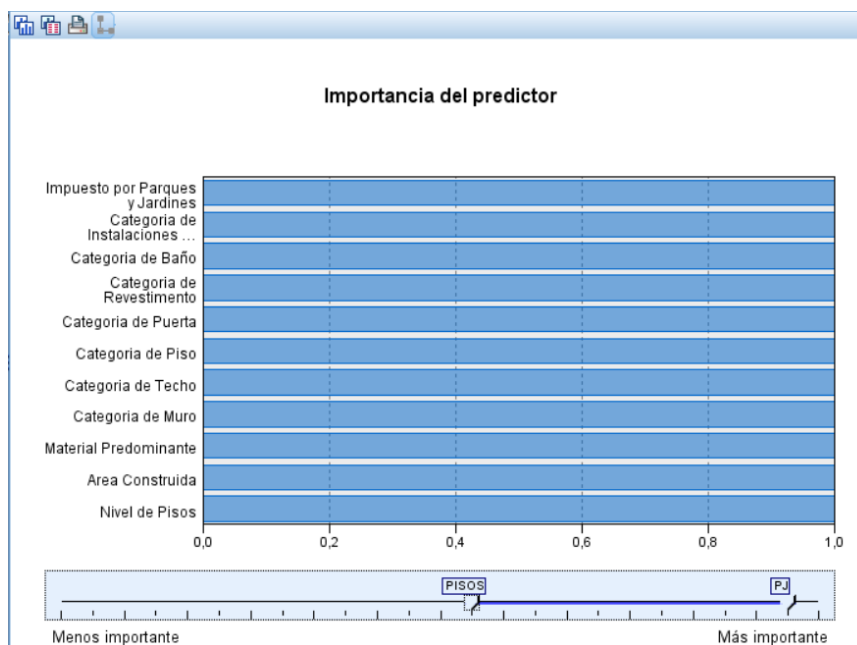 Importancia del predictor
Impuesto por Parques
y Jardines
Categoria de
Instalaciones ...
Categoria de Baño
Categoria de
Revestimento
Categoria de Puerta
Categoria de Piso
Categoria de Techo
Categoria de Muro
Material Predominante
Area Construida
Nivel de Pisos
0,0 0,2 0,4 0,6 0,8 1,0
PISOS PJ
Menos importante Más importante